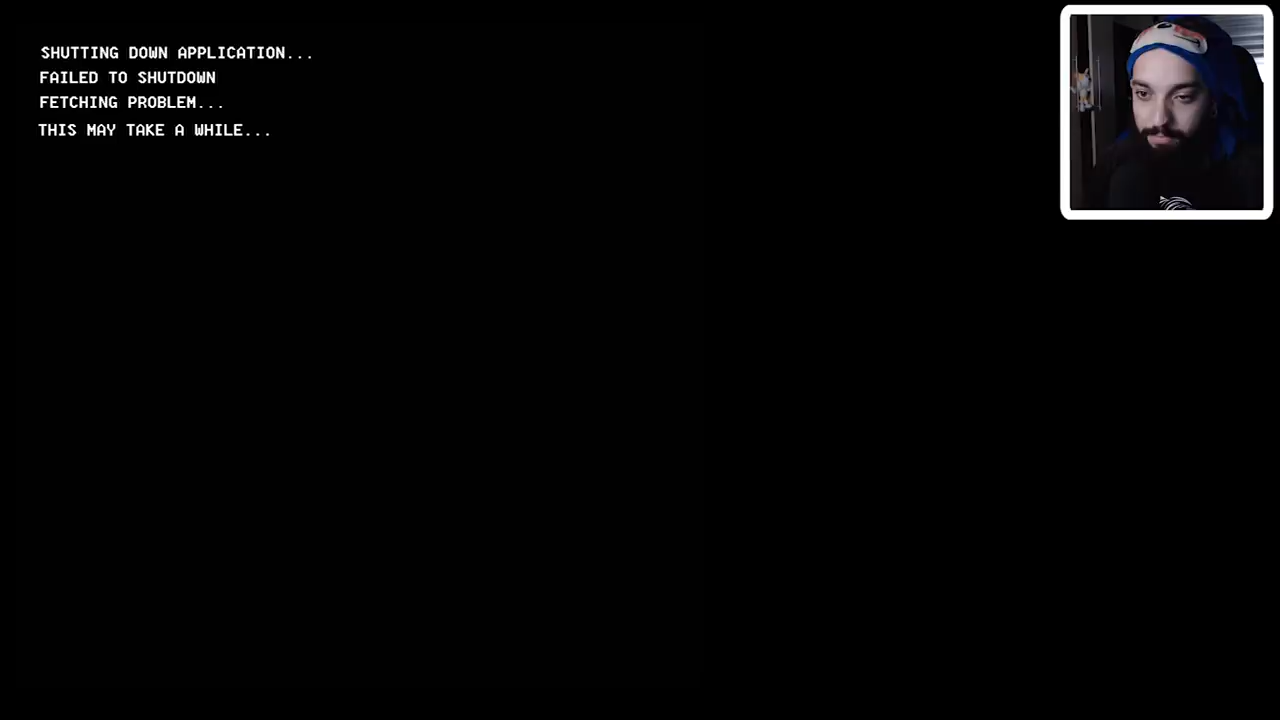 SHUTTING DOWN APPLICATION...
FAILED TO SHUTDOWN
FETCHING PROBLEM...
THIS MAY TAKE A WHILE...